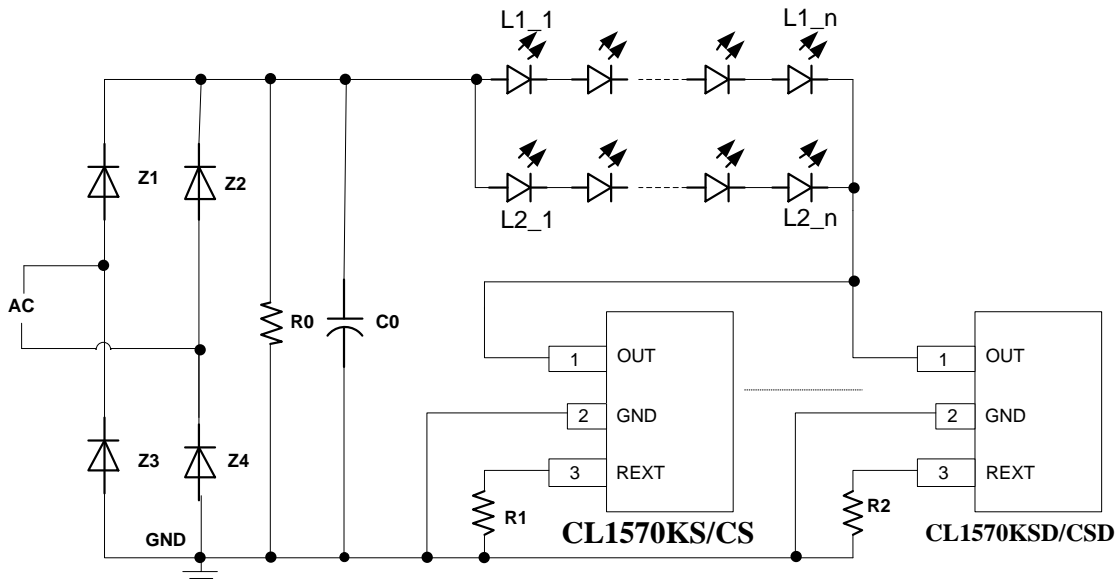 L1_1
L1_n
Z1
Z2
L2_1
L2_n
AC
R0
C0
1
OUT
2
GND
3
REXT
1
OUT
2
GND
3
REXT
Z3
Z4
R1
R2
GND
CL1570KS/CS
CL1570KSD/CSD